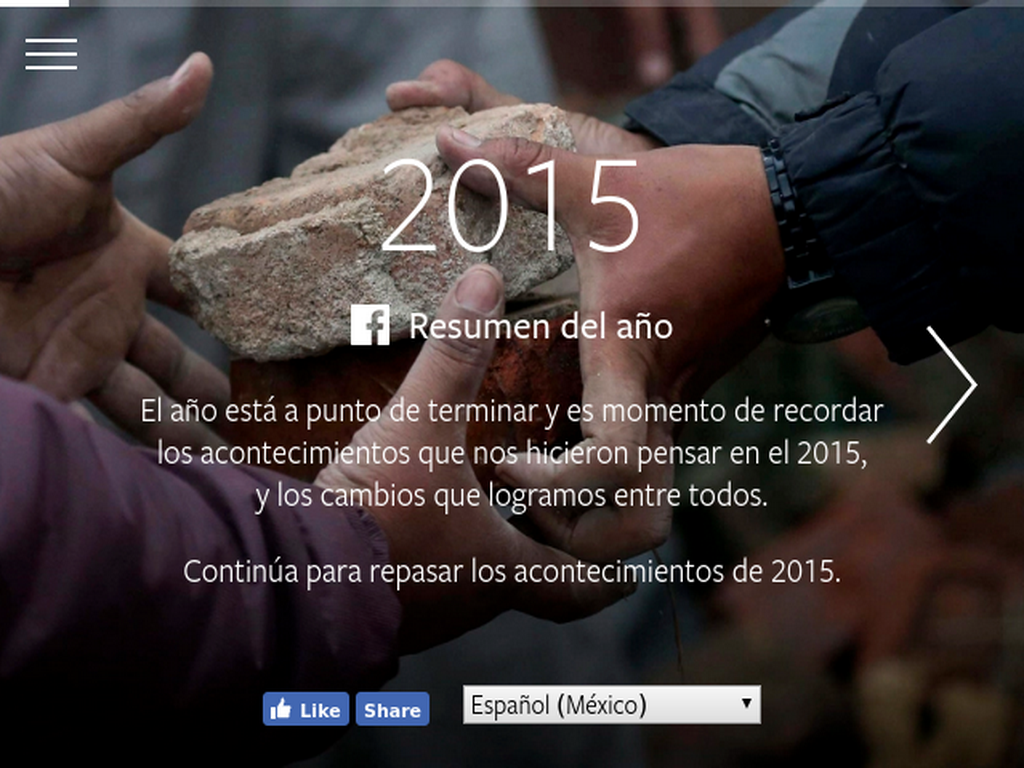 2015
Resumen del año
El año está a punto de terminar y es momento de recordar
los acontecimientos que nos hicieron pensar en el 2015,
y los cambios que logramos entre todos.
Continúa para repasar los acontecimientos de 2015.
Like Share Español (México)